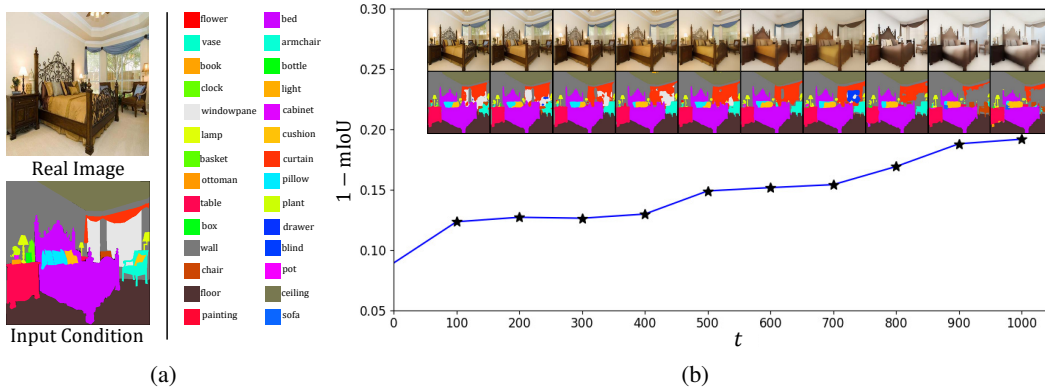 Real Image
Input Condition
flower
vase
book
clock
windowpane
lamp
basket
ottoman
table
box
wall
chair
floor
painting
bed
armchair
bottle
light
cabinet
cushion
curtain
pillow
plant
drawer
blind
pot
ceiling
sofa
(a)
1 − mIoU
0.30
0.25
0.20
0.15
0.10
0.05
0 100 200 300 400 500 600 700 800 900 1000
t
(b)